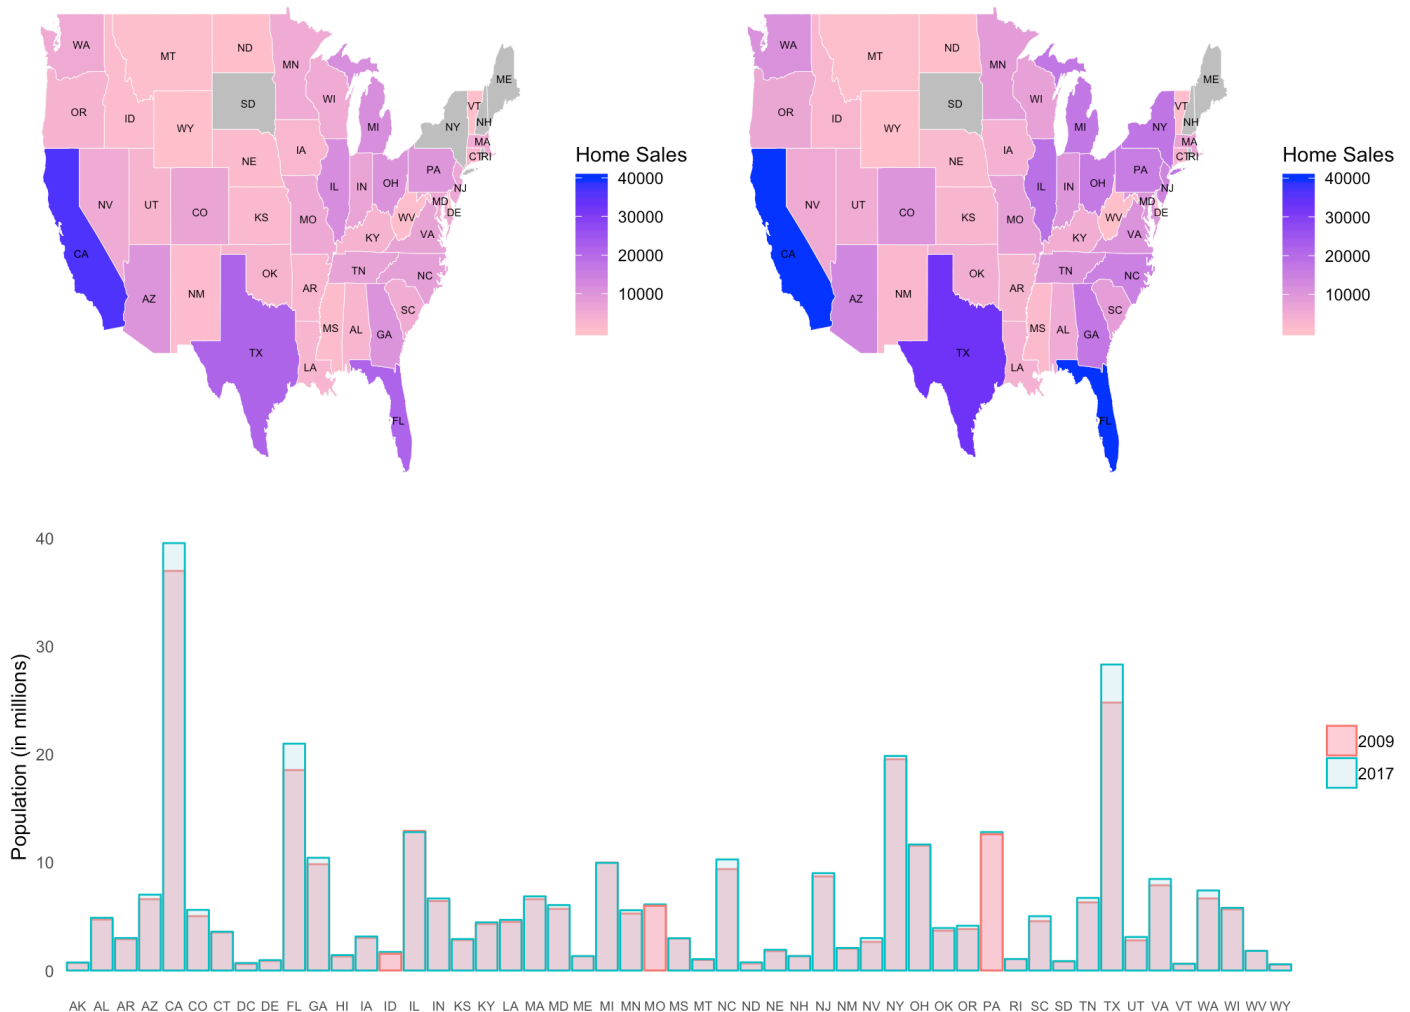 WA
MT
ND
MN
ME
OR
ID
SD
WI
VT
NH
WY
MI
NY
MA
CT RI
NE
IA
PA
NV
UT
CO
IL
IN
OH
NJ
MD
DE
KS
MO
WV
KY
VA
CA
OK
TN
NC
AZ
NM
AR
SC
MS
AL
GA
TX
LA
FL
Home Sales
40000
30000
20000
10000
WA
MT
ND
MN
ME
OR
ID
SD
WI
VT
NH
WY
MI
NY
MA
CT RI
NE
IA
PA
NV
UT
CO
IL
IN
OH
NJ
MD
DE
KS
MO
WV
KY
VA
CA
OK
TN
NC
AZ
NM
AR
SC
MS
AL
GA
TX
LA
FL
Home Sales
40000
30000
20000
10000
Population (in millions)
40
30
20
10
0
AK AL AR AZ CA CO CT DC DE FL GA HI IA ID IL IN KS KY LA MA MD ME MI MN MO MS MT NC ND NE NH NJ NM NV NY OH OK OR PA RI SC SD TN TX UT VA VT WA WI WV WY
2009
2017